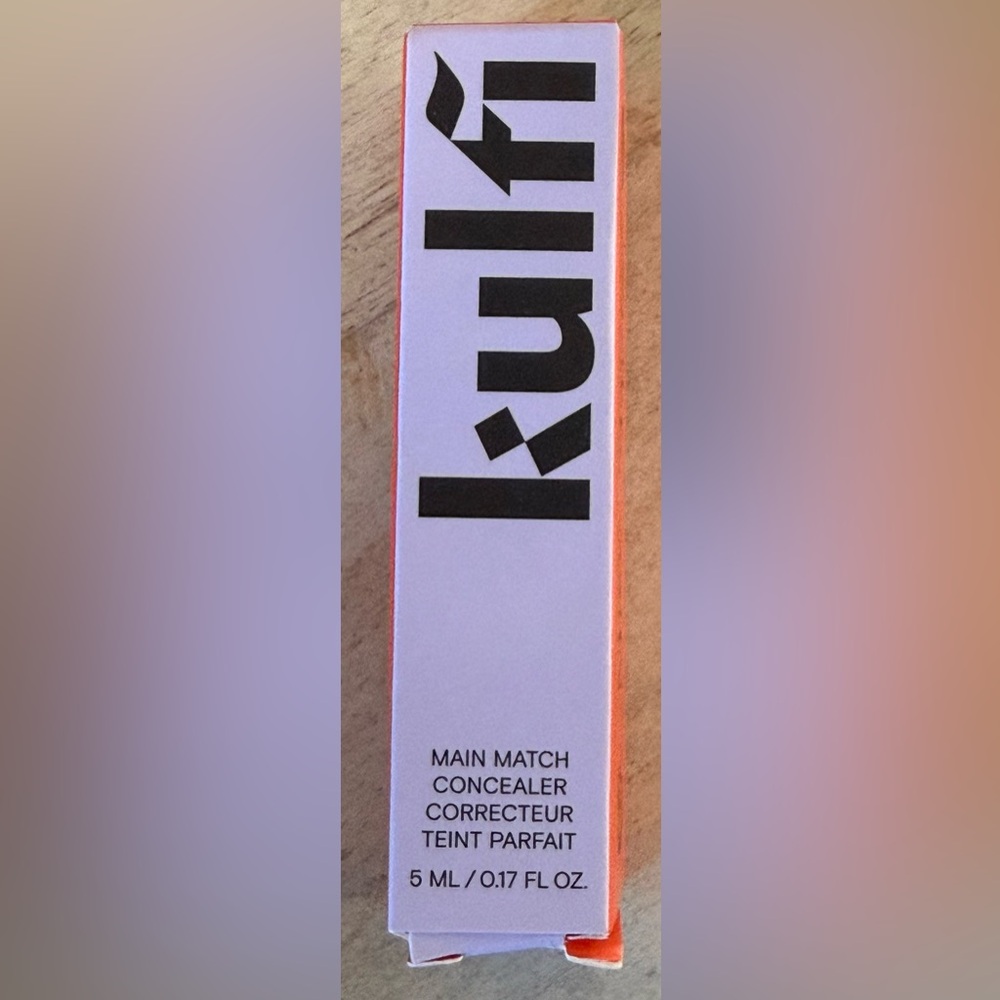 kulfi
MAIN MATCH
CONCEALER
CORRECTEUR
TEINT PARFAIT
5 ML / 0.17 FL OZ.